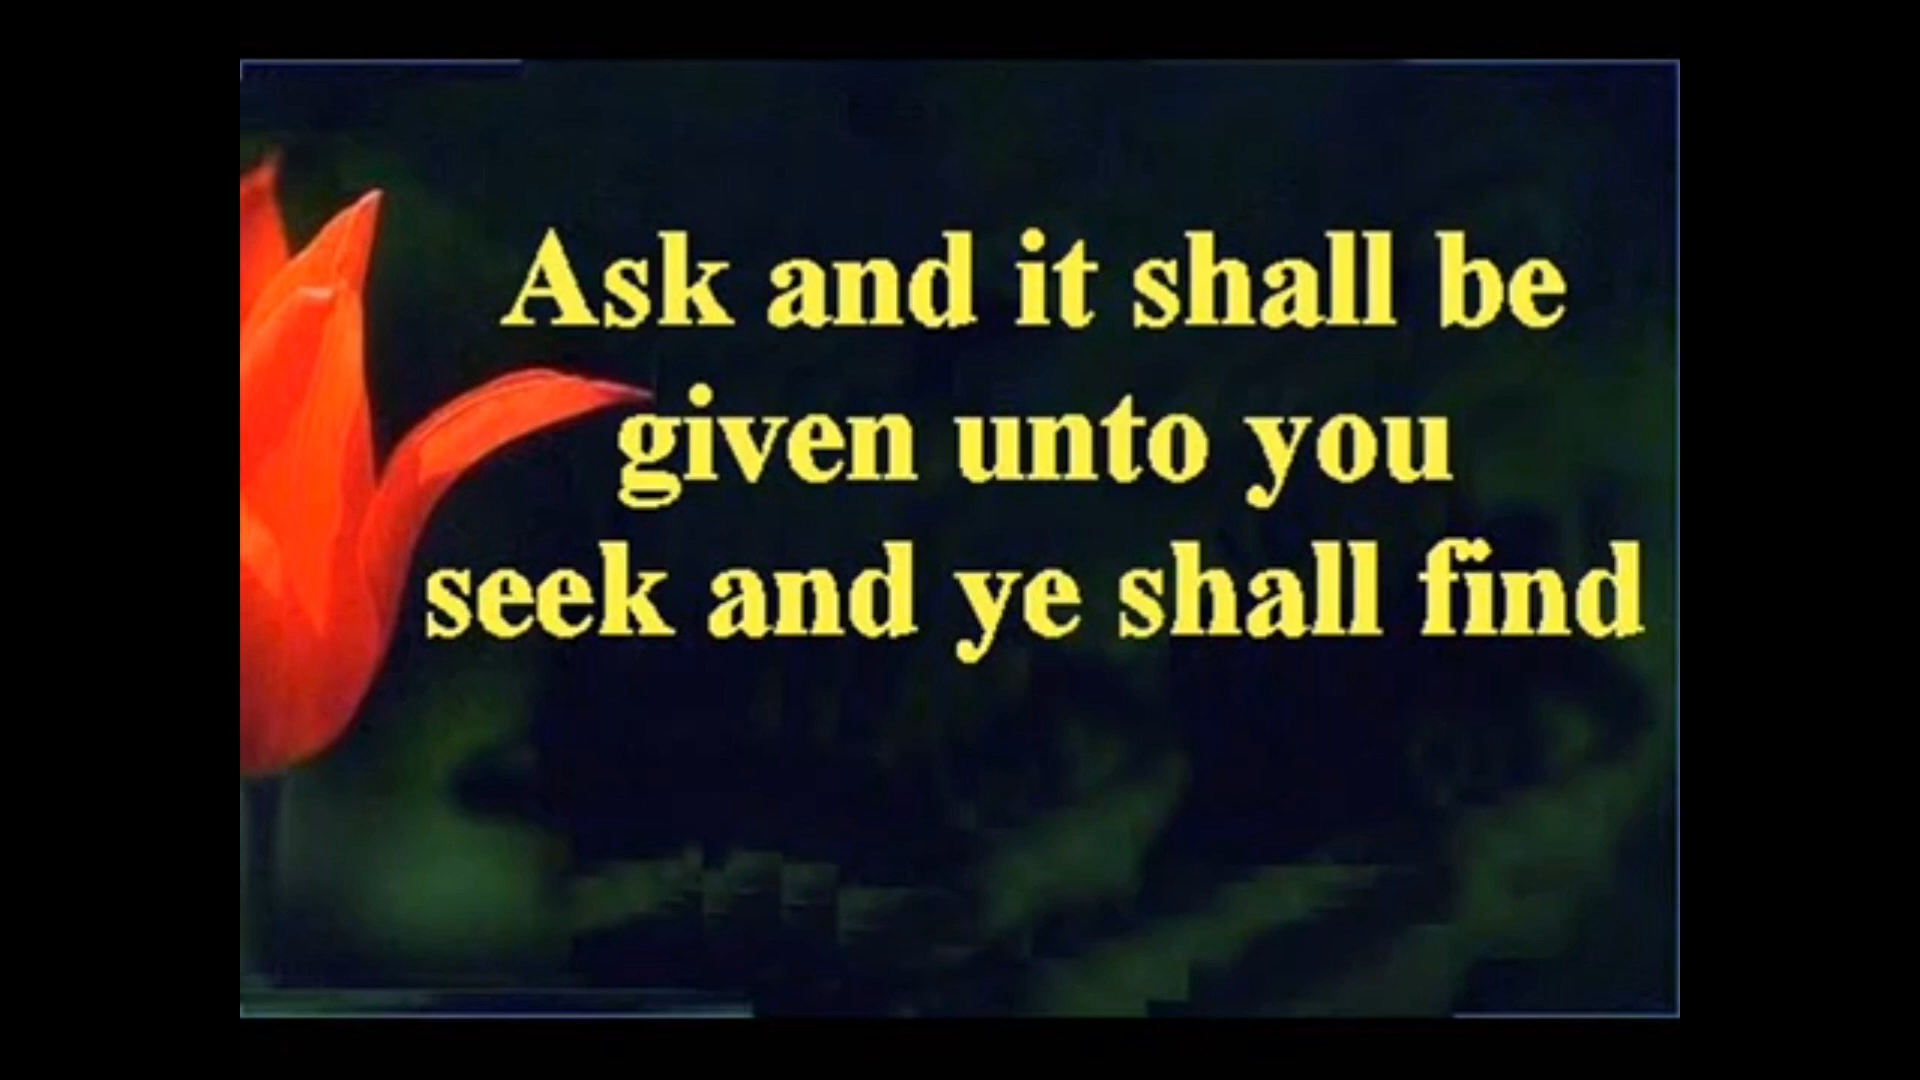 Ask and it shall be
given unto you
seek and ye shall find